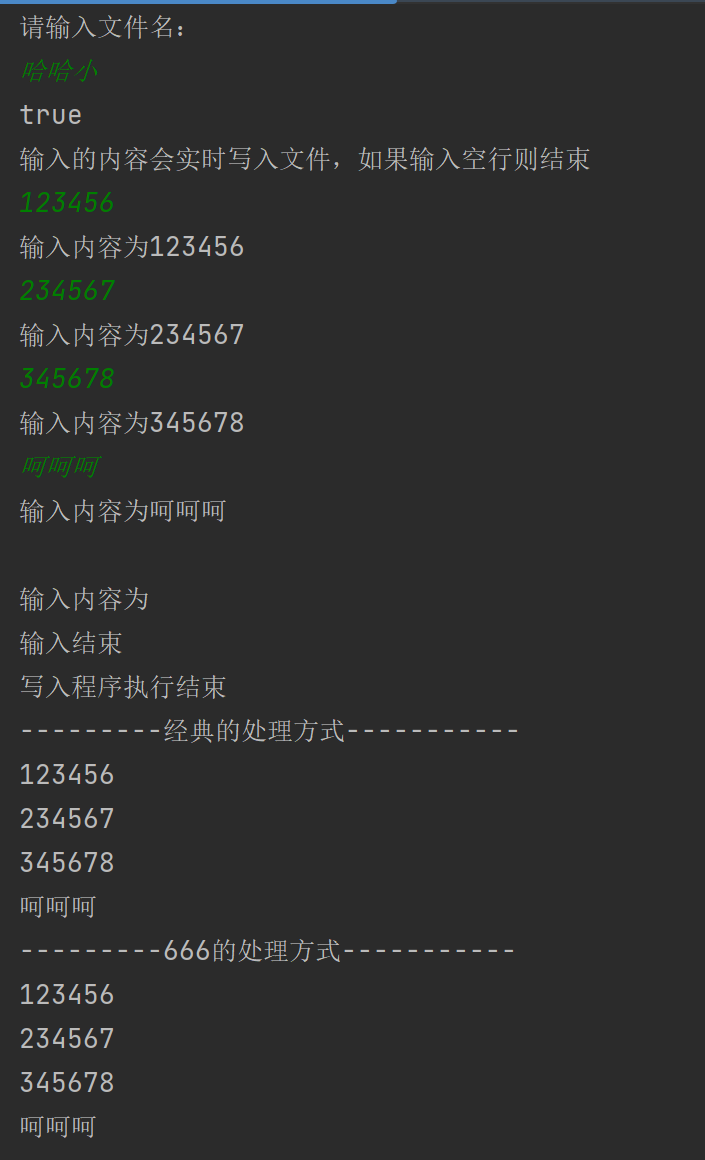 请输入文件名：
哈哈小
true
输入的内容会实时写入文件，如果输入空行则结束
123456
输入内容为123456
234567
输入内容为234567
345678
输入内容为345678
呵呵呵
输入内容为呵呵呵
输入内容为
输入结束
写入程序执行结束
---------经典的处理方式-----------
123456
234567
345678
呵呵呵
---------666的处理方式-----------
123456
234567
345678
呵呵呵